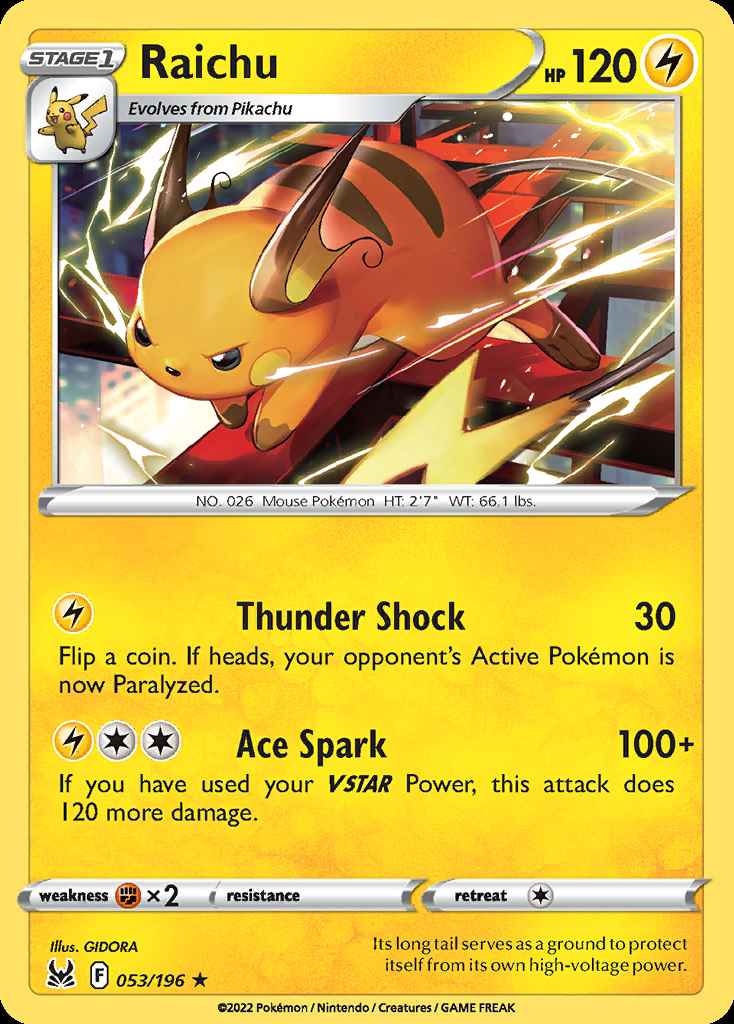 STAGE1
Raichu
HP 120
Evolves from Pikachu
NO. 026 Mouse Pokémon HT: 2'7" WT: 66.1 lbs.
Thunder Shock 30
Flip a coin. If heads, your opponent's Active Pokémon is
now Paralyzed.
Ace Spark 100+
If you have used your VSTAR Power, this attack does
120 more damage.
weakness ×2 resistance retreat
Illus. GIDORA
F 053/196 ★
Its long tail serves as a ground to protect
itself from its own high-voltage power.
©2022 Pokémon / Nintendo / Creatures / GAME FREAK